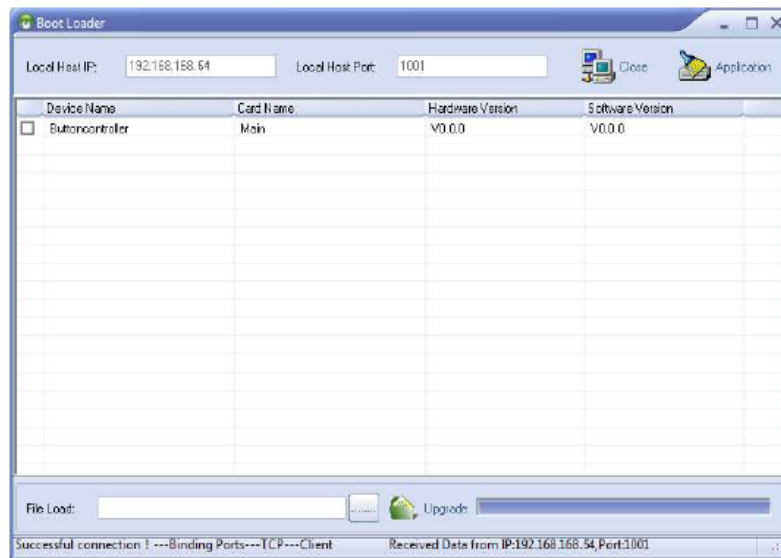 Boot Loader
Local Host IP: 192.168.168.54 Local Host Port: 1001 Close Application
Device Name Card Name Hardware Version Software Version
Buttoncontroller Main V0.0.0 V0.0.0
File Load: ....... Upgrade
Successful connection ! ---Binding Ports---TCP---Client Received Data from IP:192.168.168.54,Port:1001